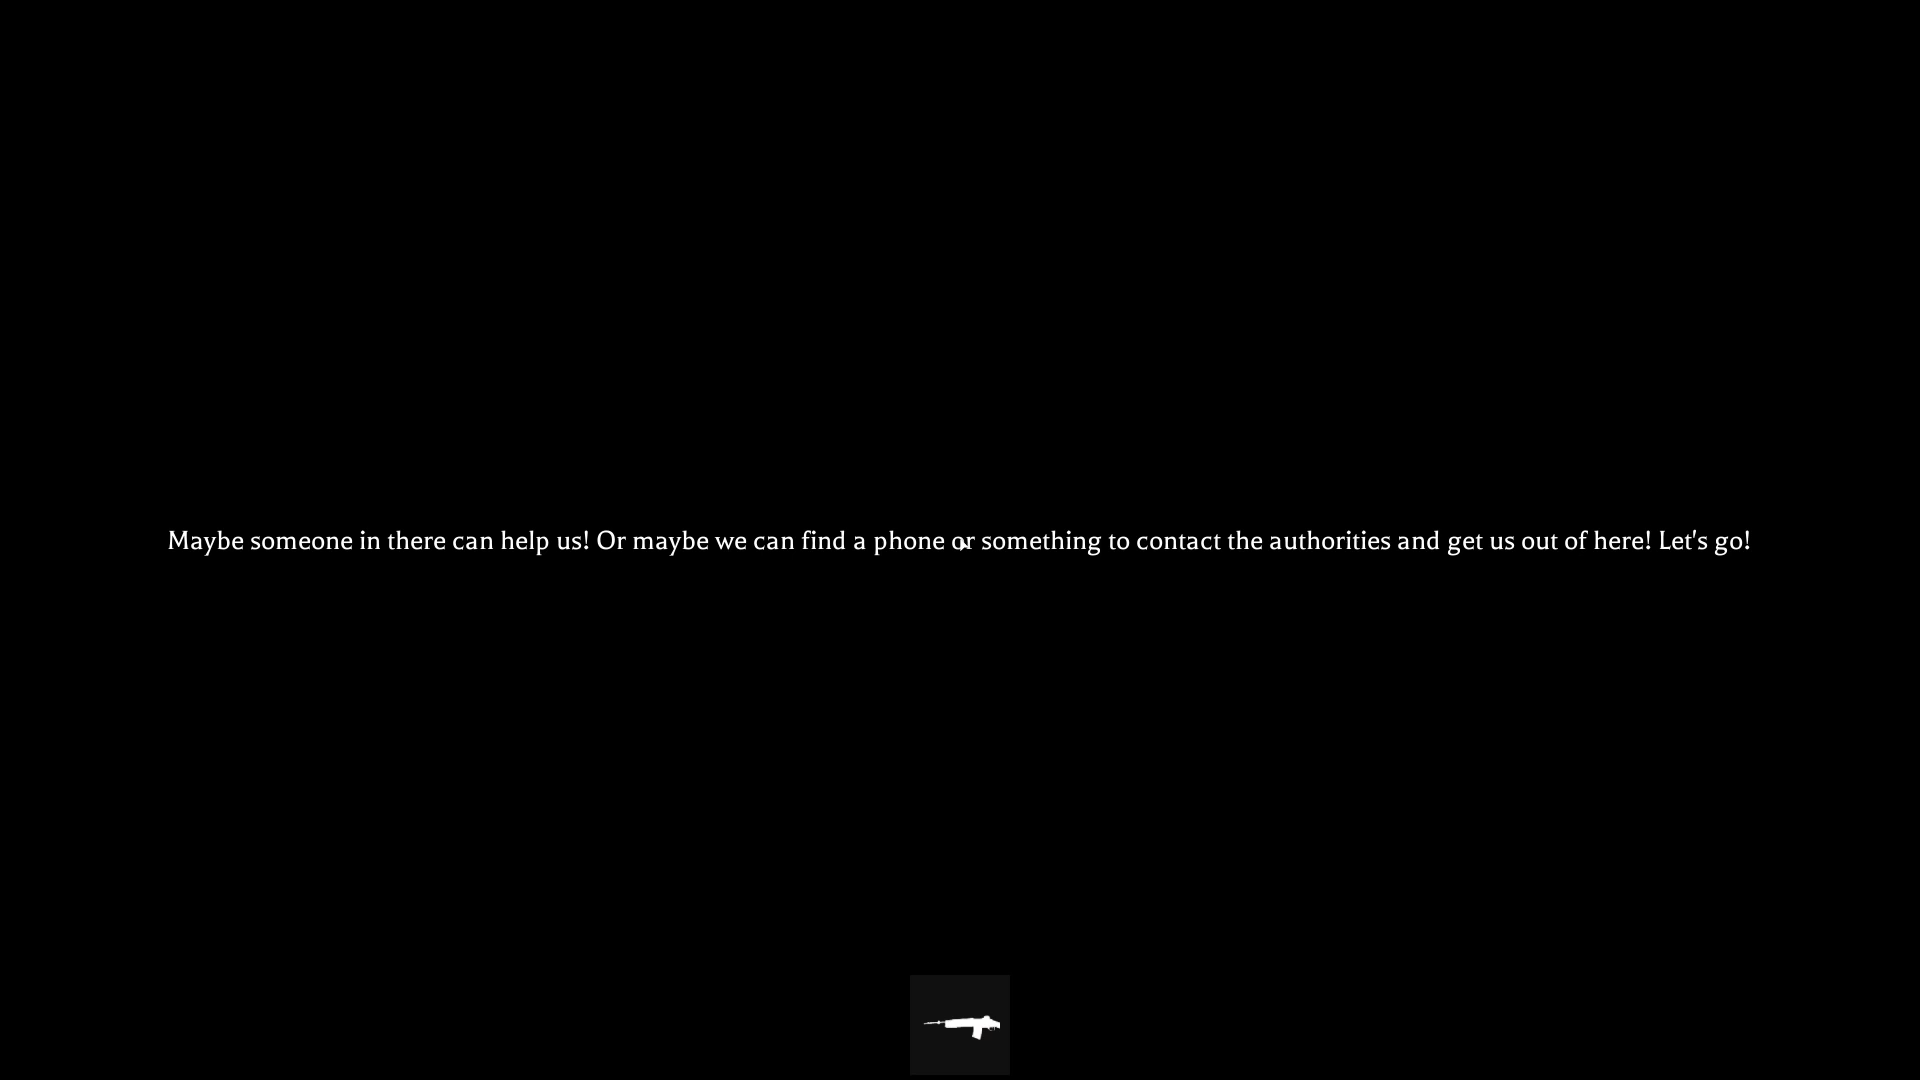 Maybe someone in there can help us! Or maybe we can find a phone or something to contact the authorities and get us out of here! Let's go!